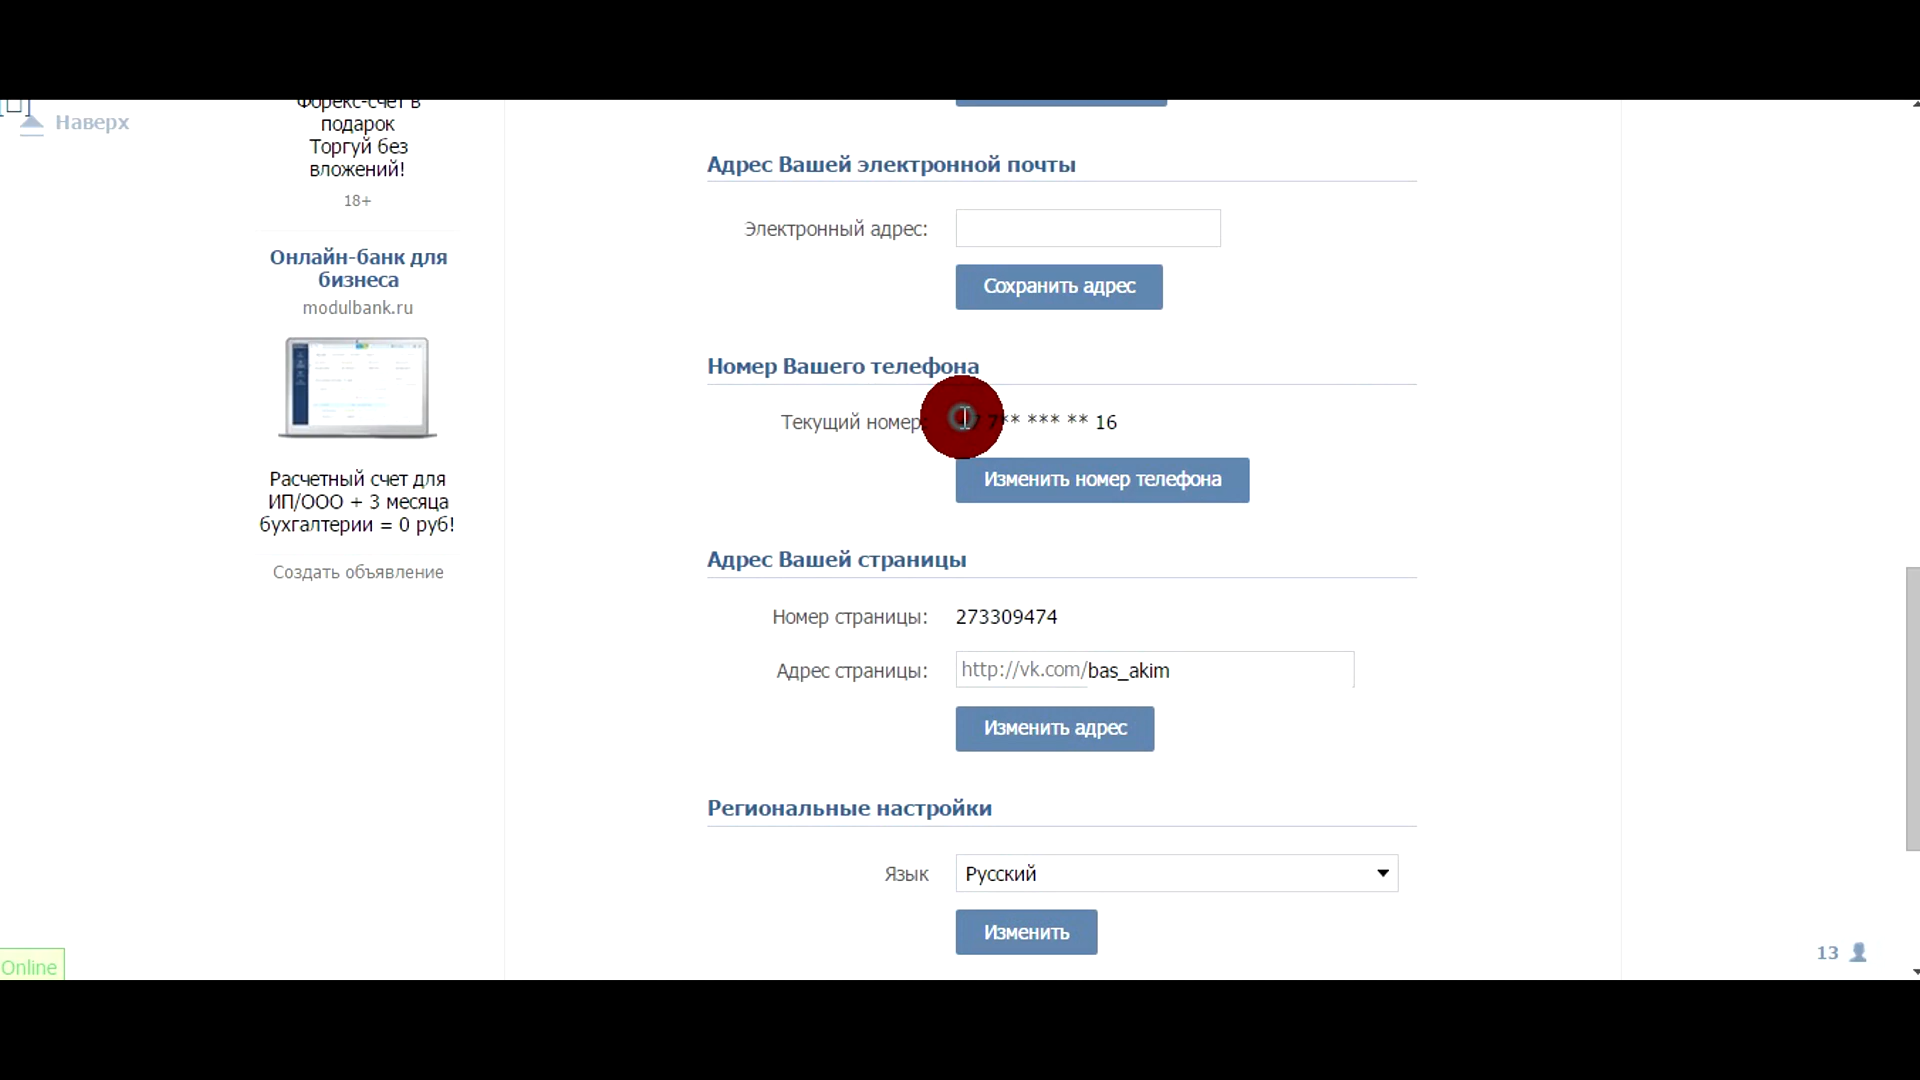 Наверх
Форекс-счет в
подарок
Торгуй без
вложений!
18+
Онлайн-банк для
бизнеса
modulbank.ru
Расчетный счет для
ИП/ООО + 3 месяца
бухгалтерии = 0 руб!
Создать объявление
Адрес Вашей электронной почты
Электронный адрес:
Сохранить адрес
Номер Вашего телефона
Текущий номер: 7** *** ** 16
Изменить номер телефона
Адрес Вашей страницы
Номер страницы: 273309474
Адрес страницы: http://vk.com/bas_akim
Изменить адрес
Региональные настройки
Язык Русский
Изменить
Online
13